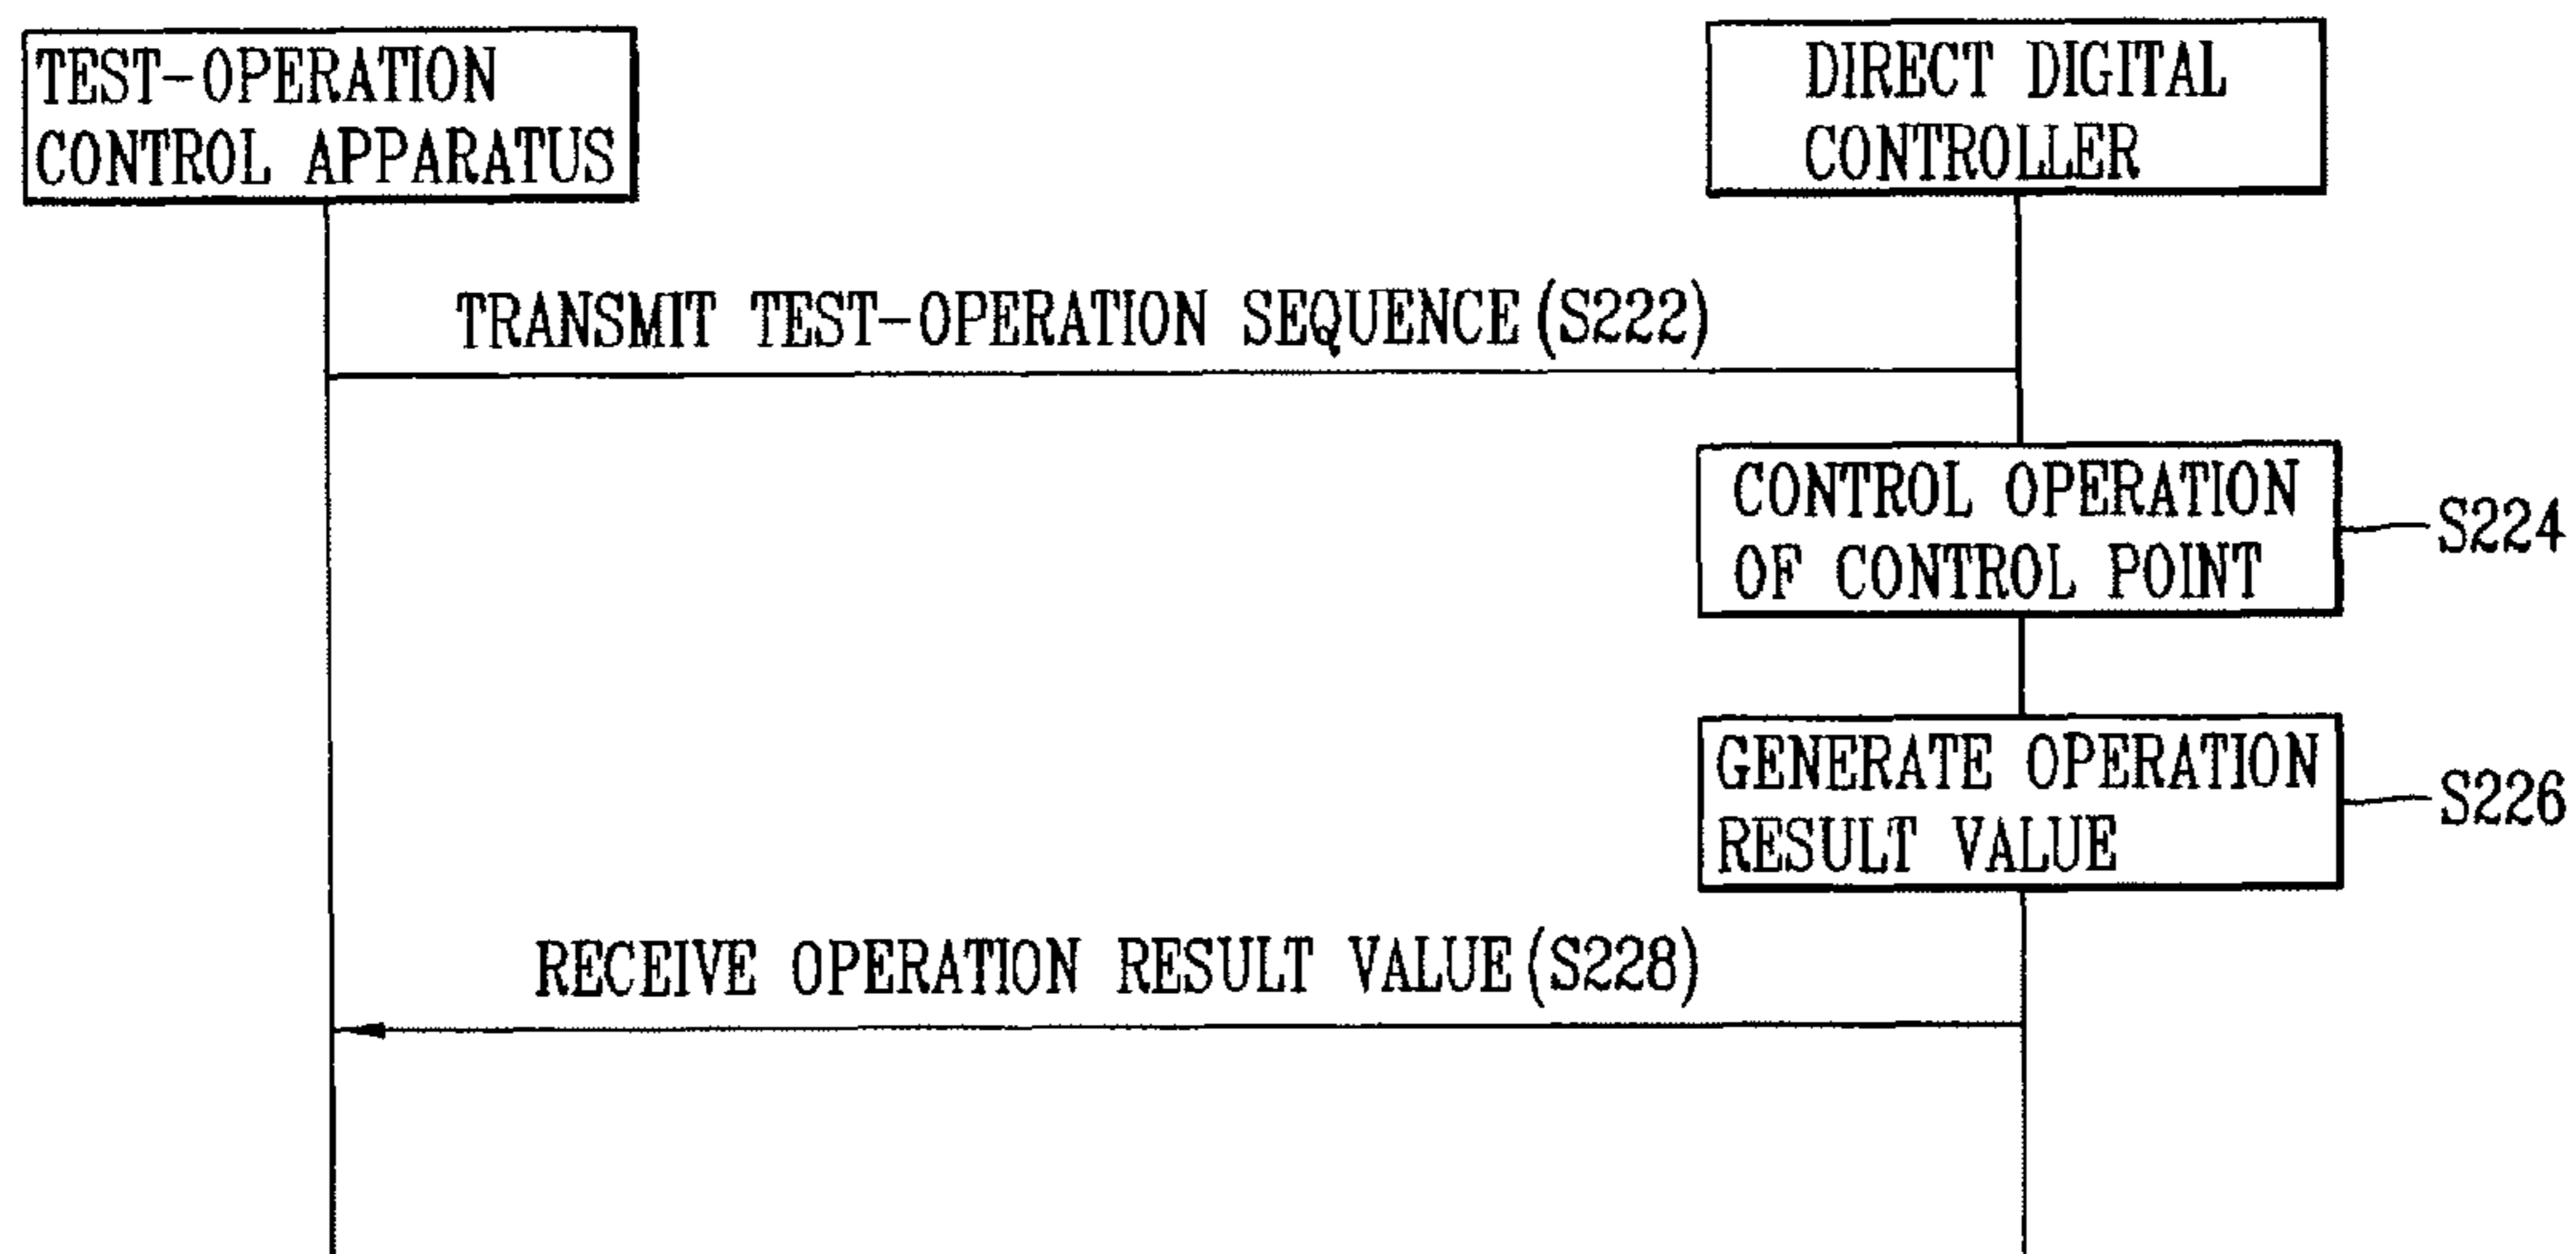 TEST-OPERATION
CONTROL APPARATUS
DIRECT DIGITAL
CONTROLLER
TRANSMIT TEST-OPERATION SEQUENCE(S222)
CONTROL OPERATION
OF CONTROL POINT
S224
GENERATE OPERATION
RESULT VALUE
S226
RECEIVE OPERATION RESULT VALUE(S228)